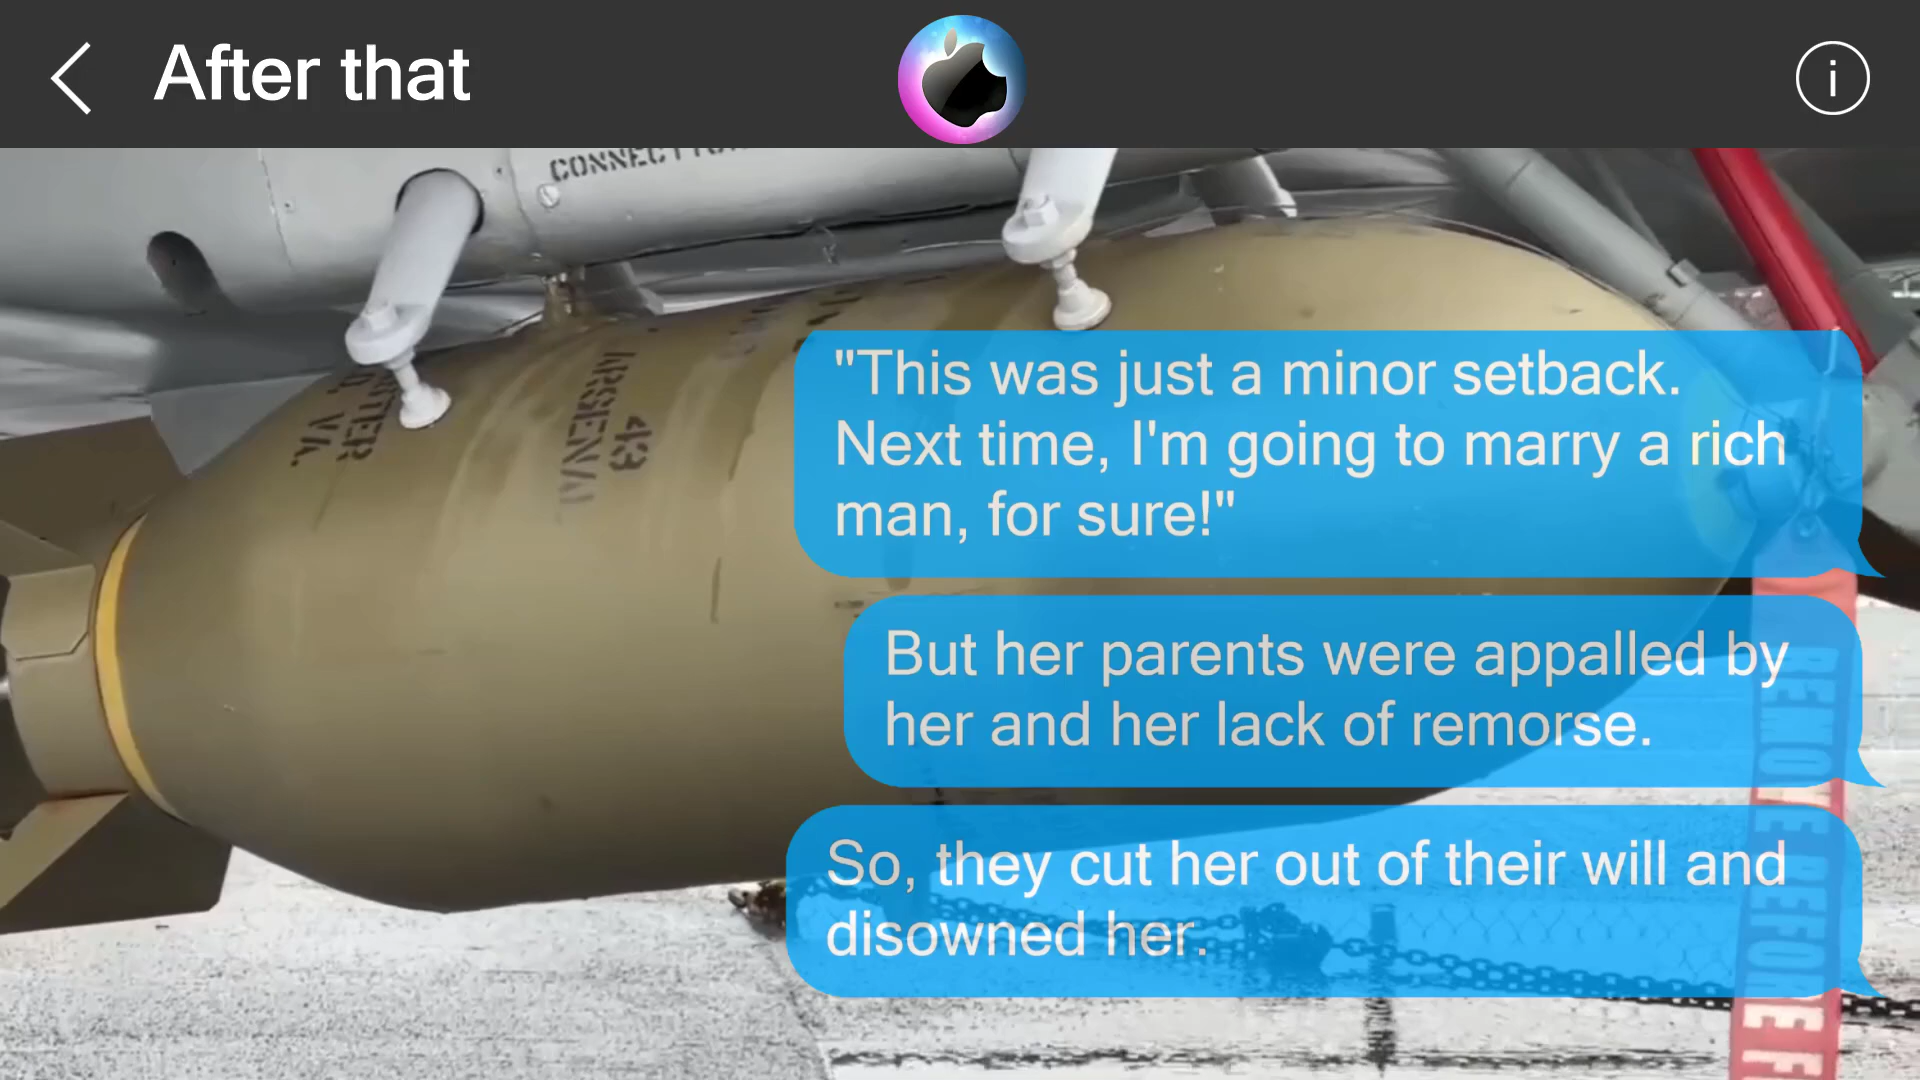 After that
"This was just a minor setback.
Next time, I'm going to marry a rich
man, for sure!"
But her parents were appalled by
her and her lack of remorse.
So, they cut her out of their will and
disowned her.
VA.
43
REMOVE BEFORE